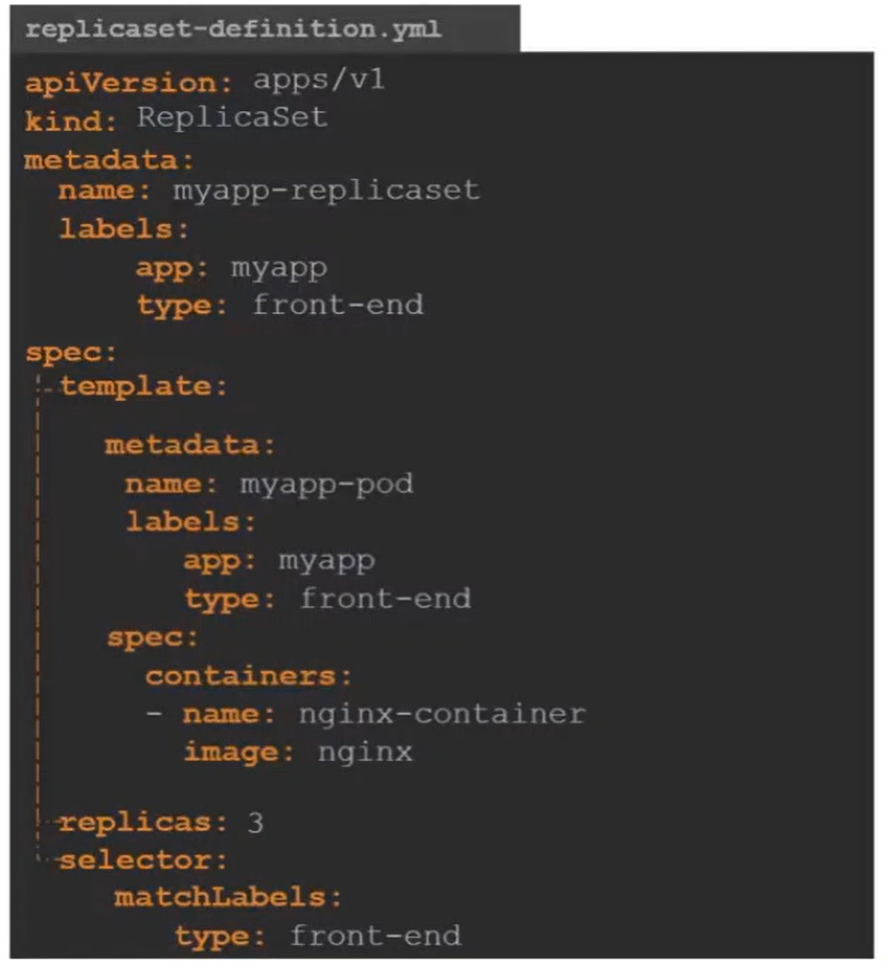 replicaset-definition.yml
apiVersion: apps/v1
kind: ReplicaSet
metadata:
name: myapp-replicaset
labels:
app: myapp
type: front-end
spec:
template:
metadata:
name: myapp-pod
labels:
app: myapp
type: front-end
spec:
containers:
- name: nginx-container
image: nginx
replicas: 3
selector:
matchLabels:
type: front-end